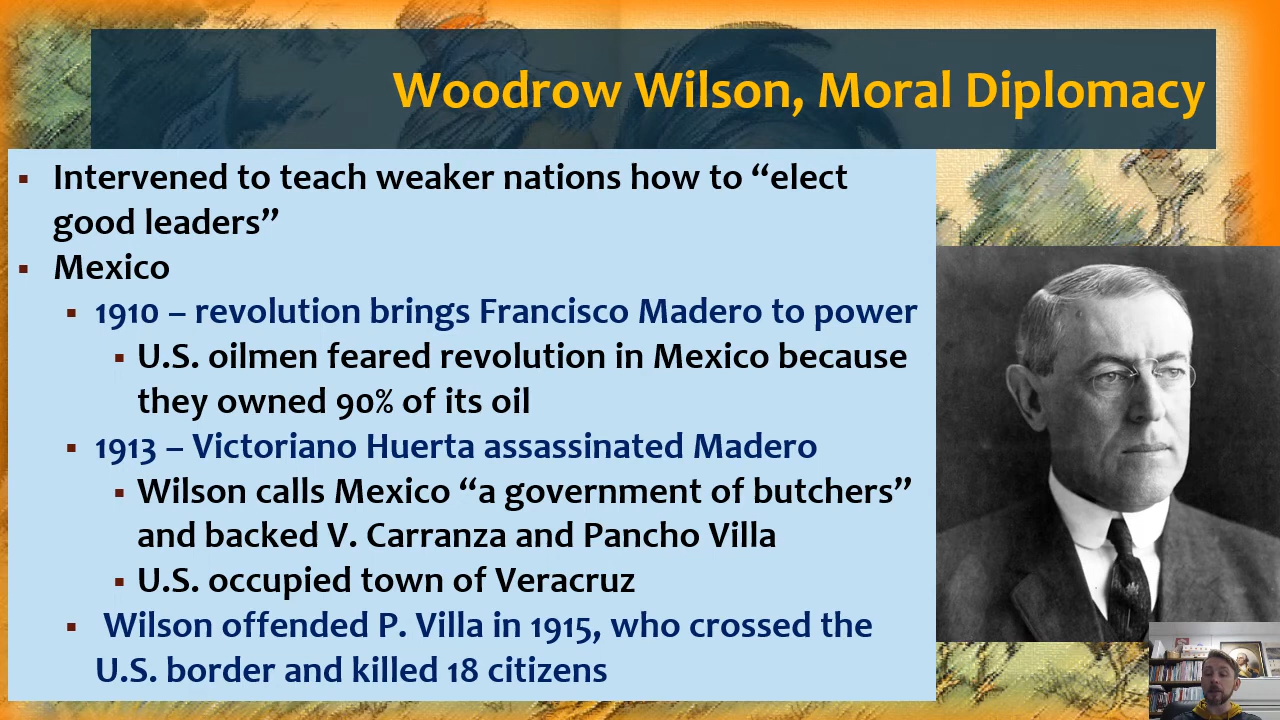 Woodrow Wilson, Moral Diplomacy
▪ Intervened to teach weaker nations how to “elect
good leaders”
▪ Mexico
▪ 1910 – revolution brings Francisco Madero to power
▪ U.S. oilmen feared revolution in Mexico because
they owned 90% of its oil
▪ 1913 – Victoriano Huerta assassinated Madero
▪ Wilson calls Mexico “a government of butchers”
and backed V. Carranza and Pancho Villa
▪ U.S. occupied town of Veracruz
▪ Wilson offended P. Villa in 1915, who crossed the
U.S. border and killed 18 citizens